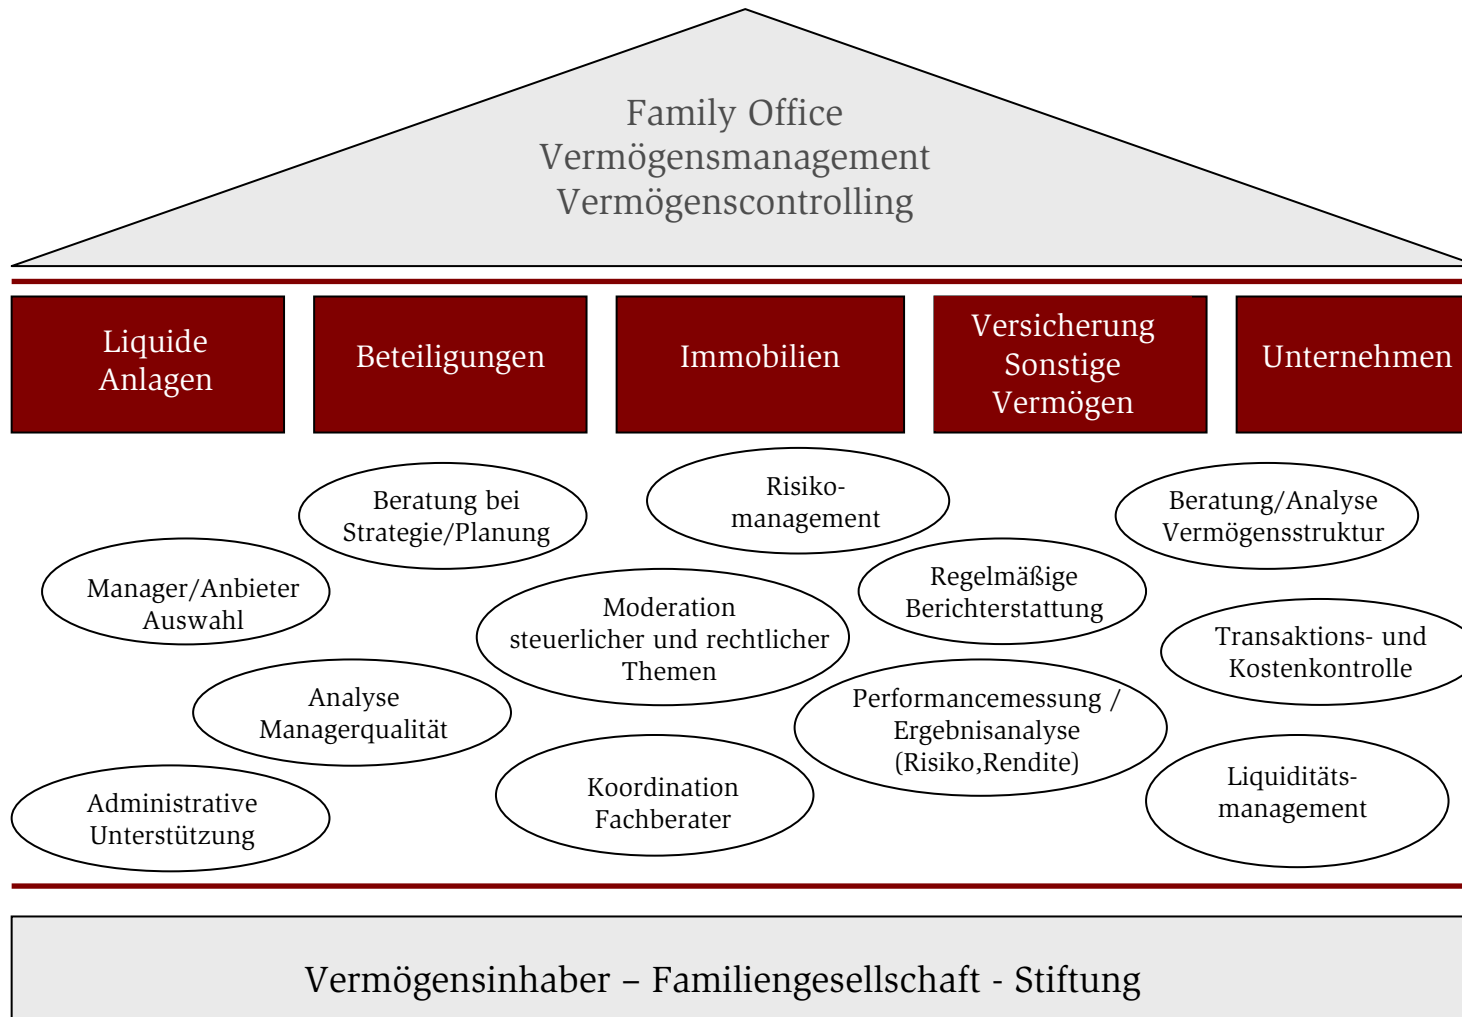 Family Office
Vermögensmanagement
Vermögenscontrolling
Liquide
Anlagen
Beteiligungen
Immobilien
Versicherung
Sonstige
Vermögen
Unternehmen
Beratung bei
Strategie/Planung
Risiko-
management
Beratung/Analyse
Vermögensstruktur
Manager/Anbieter
Auswahl
Moderation
steuerlicher und rechtlicher
Themen
Regelmäßige
Berichterstattung
Transaktions- und
Kostenkontrolle
Analyse
Managerqualität
Performancemessung /
Ergebnisanalyse
(Risiko,Rendite)
Administrative
Unterstützung
Koordination
Fachberater
Liquiditäts-
management
Vermögensinhaber – Familiengesellschaft - Stiftung